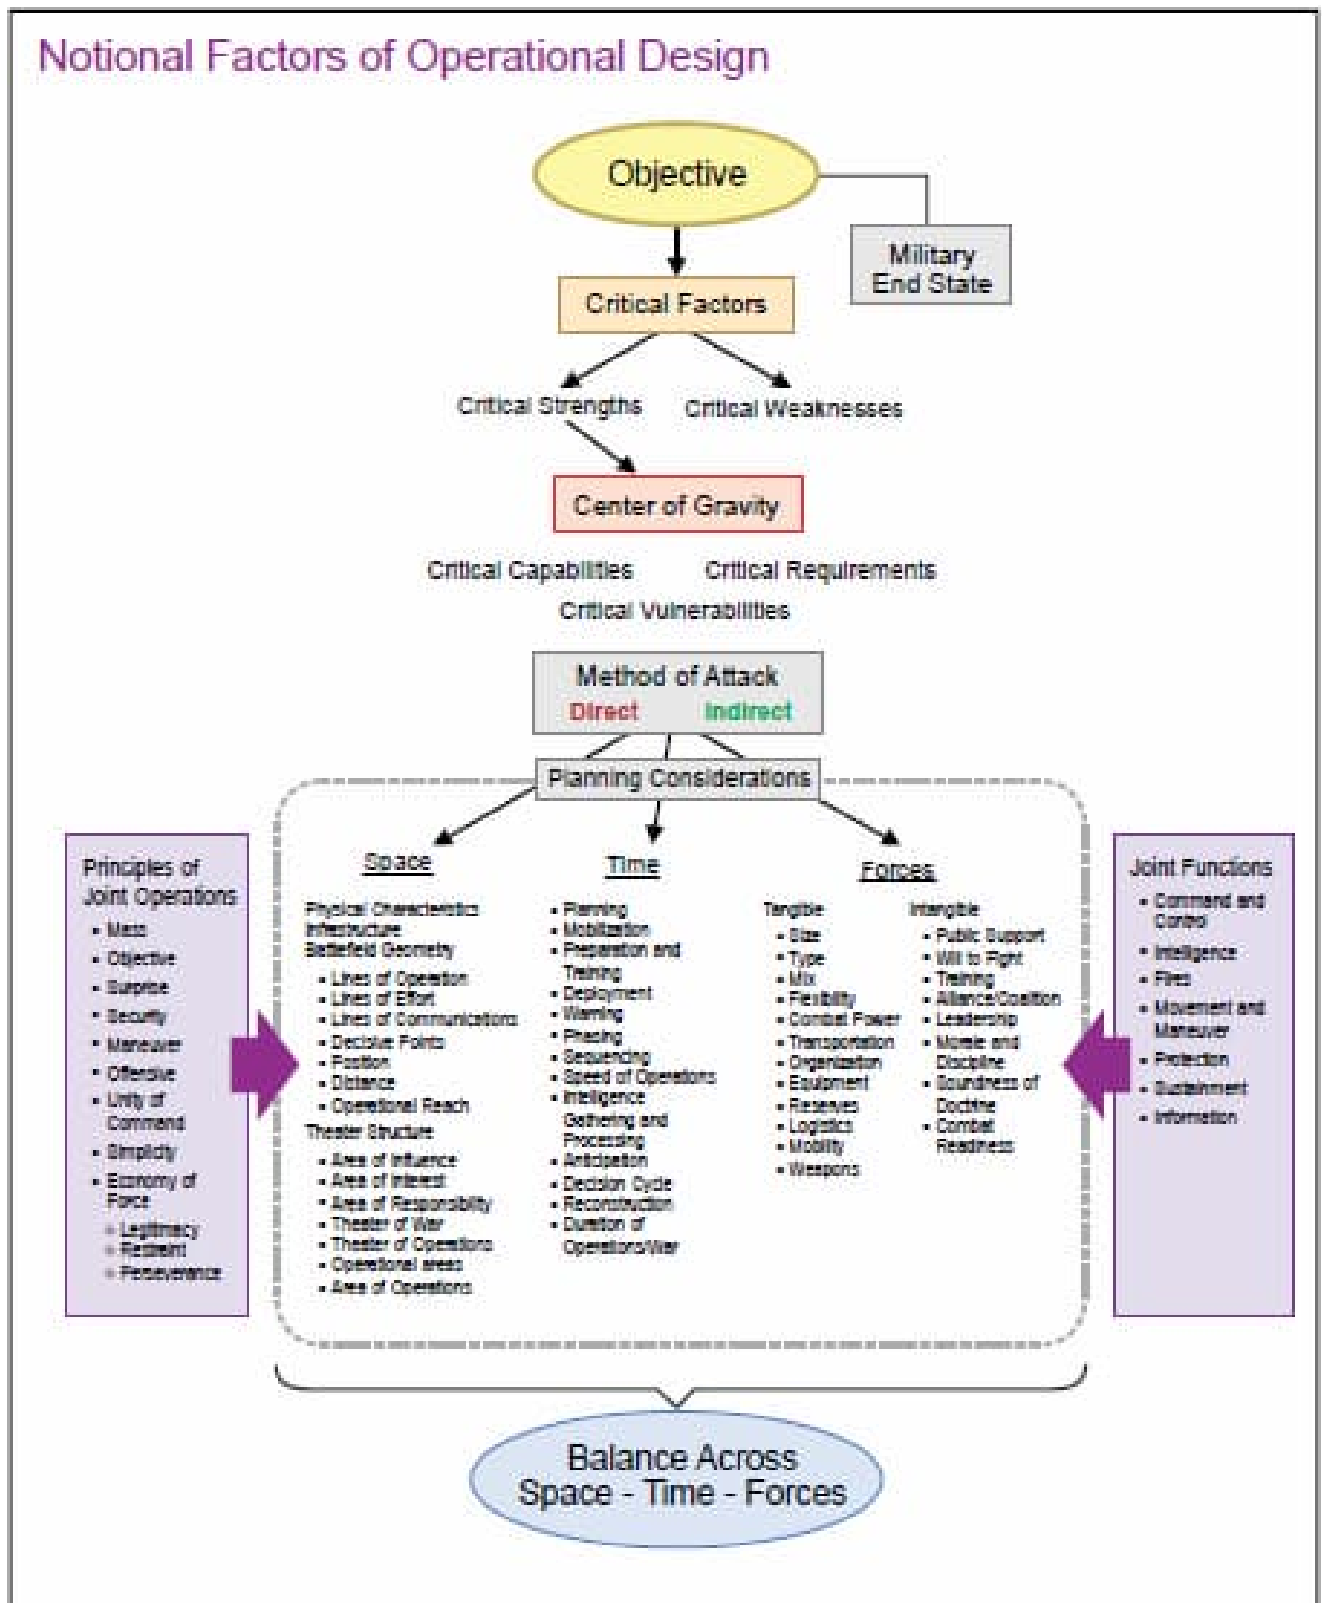 Notional Factors of Operational Design
Objective
Military
End State
Critical Factors
Critical Strengths
Critical Weaknesses
Center of Gravity
Critical Capabilities
Critical Requirements
Critical Vulnerabilities
Method of Attack
Direct
Indirect
Planning Considerations
Principles of
Joint Operations
• Mass
• Objective
• Surprise
• Security
• Maneuver
• Offensive
• Unity of
Command
• Simplicity
• Economy of
Force
Legitimacy
Restraint
Perseverance
Space
Physical Characteristics
Infrastructure
Battlefield Geometry
• Lines of Operation
• Lines of Effort
• Lines of Communications
• Decisive Points
• Position
• Distance
• Operational Reach
Theater Structure
• Area of Influence
• Area of Interest
• Area of Responsibility
• Theater of War
• Theater of Operations
• Operational areas
• Area of Operations
Time
• Planning
• Mobilization
• Preparation and
Training
• Deployment
• Warning
• Phasing
• Sequencing
• Speed of Operations
• Intelligence
Gathering and
Processing
• Anticipation
• Decision Cycle
• Reconstruction
• Duration of
Operations/War
Forces
Tangible
• Size
• Type
• Mix
• Flexibility
• Combat Power
• Transportation
• Organization
• Equipment
• Reserves
• Logistics
• Mobility
• Weapons
Intangible
• Public Support
• Will to Fight
• Training
• Alliance/Coalition
• Leadership
• Morale and
Discipline
• Soundness of
Doctrine
• Combat
Readiness
Joint Functions
• Command and
Control
• Intelligence
• Fires
• Movement and
Maneuver
• Protection
• Sustainment
• Information
Balance Across
Space - Time - Forces